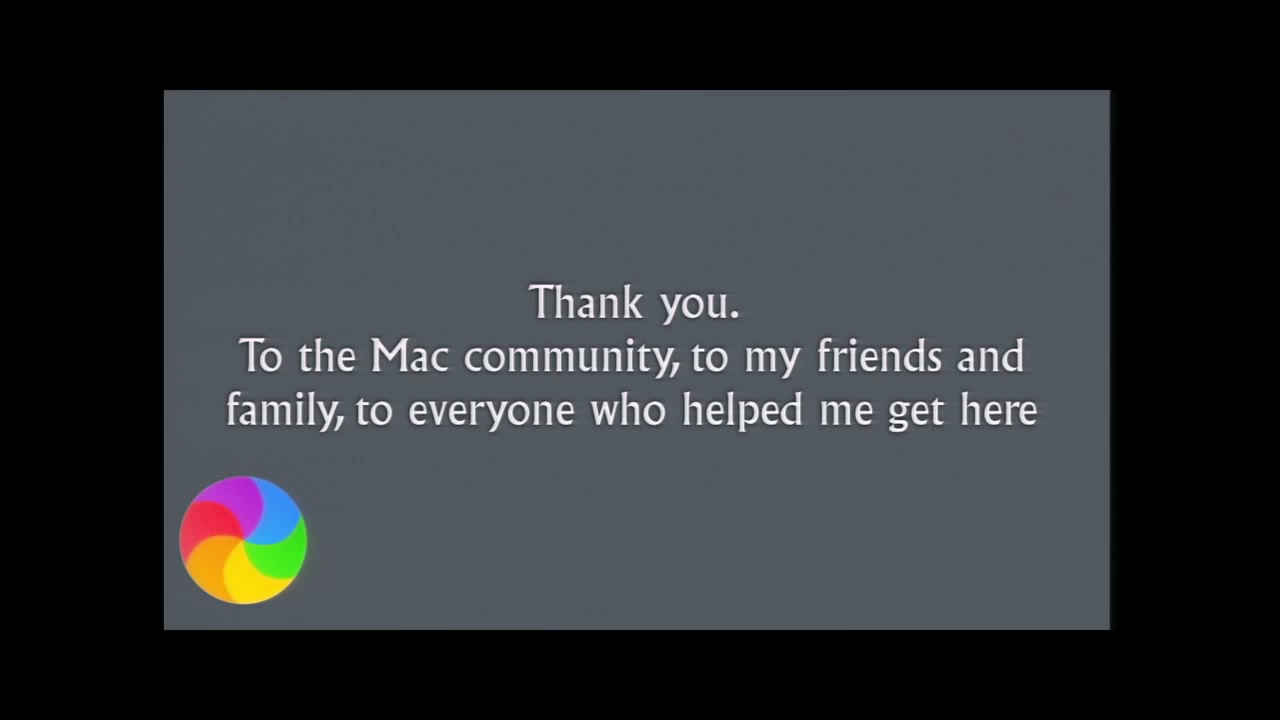 Thank you.
To the Mac community, to my friends and
family, to everyone who helped me get here